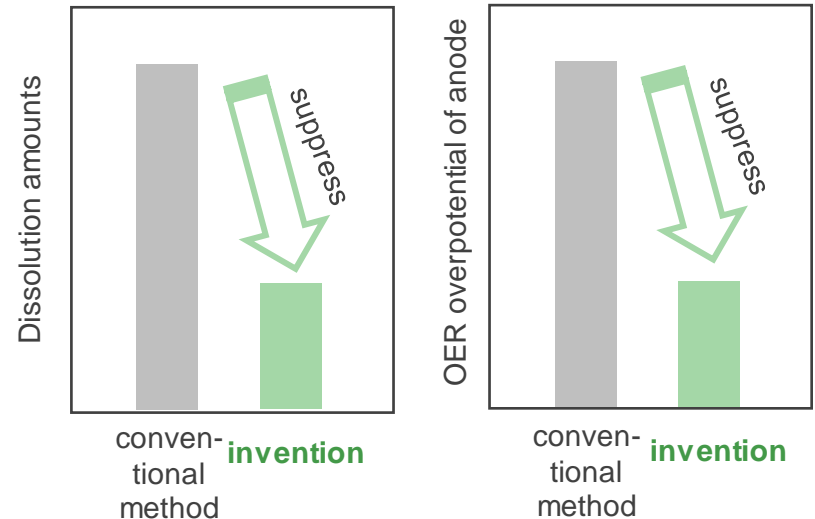 Dissolution amounts
suppress
conven-
tional
method
invention
OER overpotential of anode
suppress
conven-
tional
method
invention